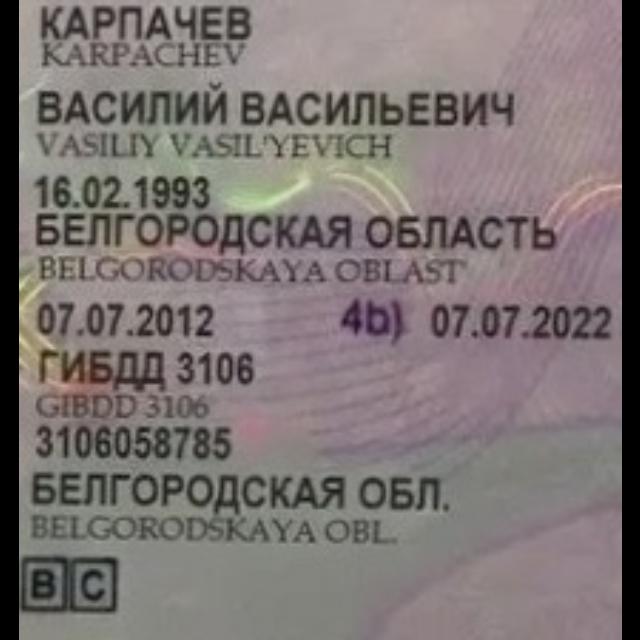 КАРПАЧЕВ
KARPACHEV
ВАСИЛИЙ ВАСИЛЬЕВИЧ
VASILIY VASIL'YEVICH
16.02.1993
БЕЛГОРОДСКАЯ ОБЛАСТЬ
BELGORODSKAYA OBLAST'
07.07.2012 4b) 07.07.2022
ГИБДД 3106
GIBDD 3106
3106058785
БЕЛГОРОДСКАЯ ОБЛ.
BELGORODSKAYA OBL.
B C